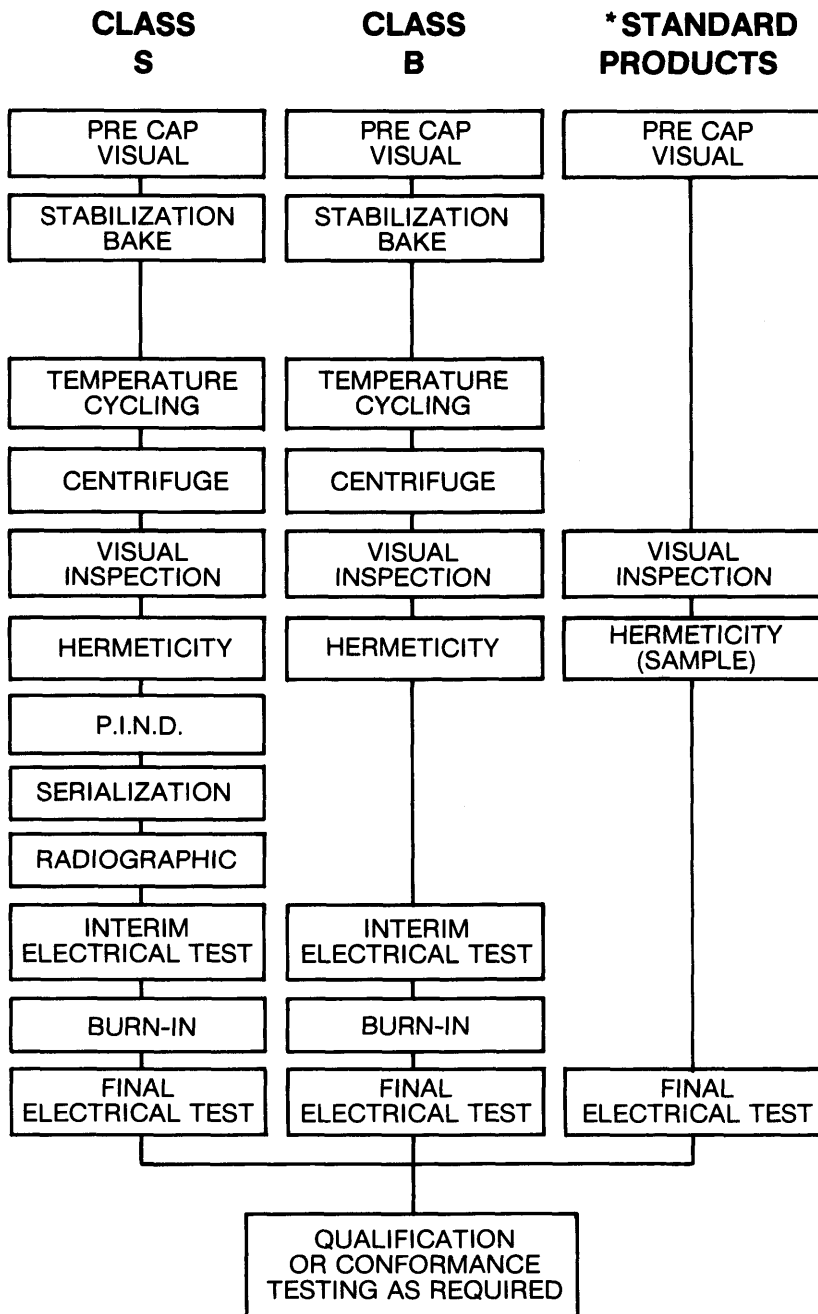 CLASS
S
CLASS
B
*STANDARD
PRODUCTS
PRE CAP
VISUAL
PRE CAP
VISUAL
PRE CAP
VISUAL
STABILIZATION
BAKE
STABILIZATION
BAKE
TEMPERATURE
CYCLING
TEMPERATURE
CYCLING
CENTRIFUGE
CENTRIFUGE
VISUAL
INSPECTION
VISUAL
INSPECTION
VISUAL
INSPECTION
HERMETICITY
HERMETICITY
HERMETICITY
(SAMPLE)
P.I.N.D.
SERIALIZATION
RADIOGRAPHIC
INTERIM
ELECTRICAL TEST
INTERIM
ELECTRICAL TEST
BURN-IN
BURN-IN
FINAL
ELECTRICAL TEST
FINAL
ELECTRICAL TEST
FINAL
ELECTRICAL TEST
QUALIFICATION
OR CONFORMANCE
TESTING AS REQUIRED